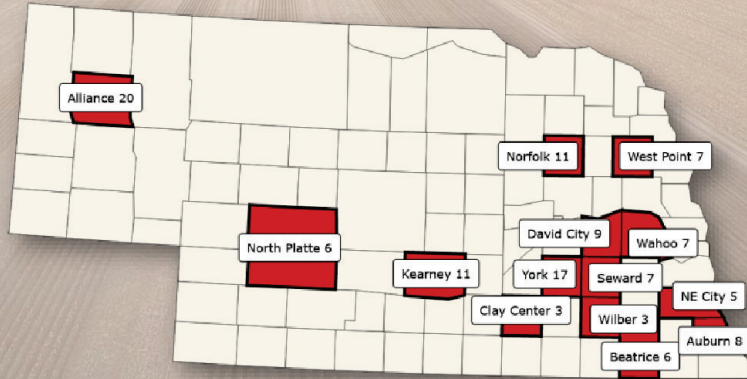 Alliance 20
Norfolk 11
West Point 7
David City 9
Wahoo 7
North Platte 6
Kearney 11
York 17
Seward 7
NE City 5
Clay Center 3
Wilber 3
Auburn 8
Beatrice 6